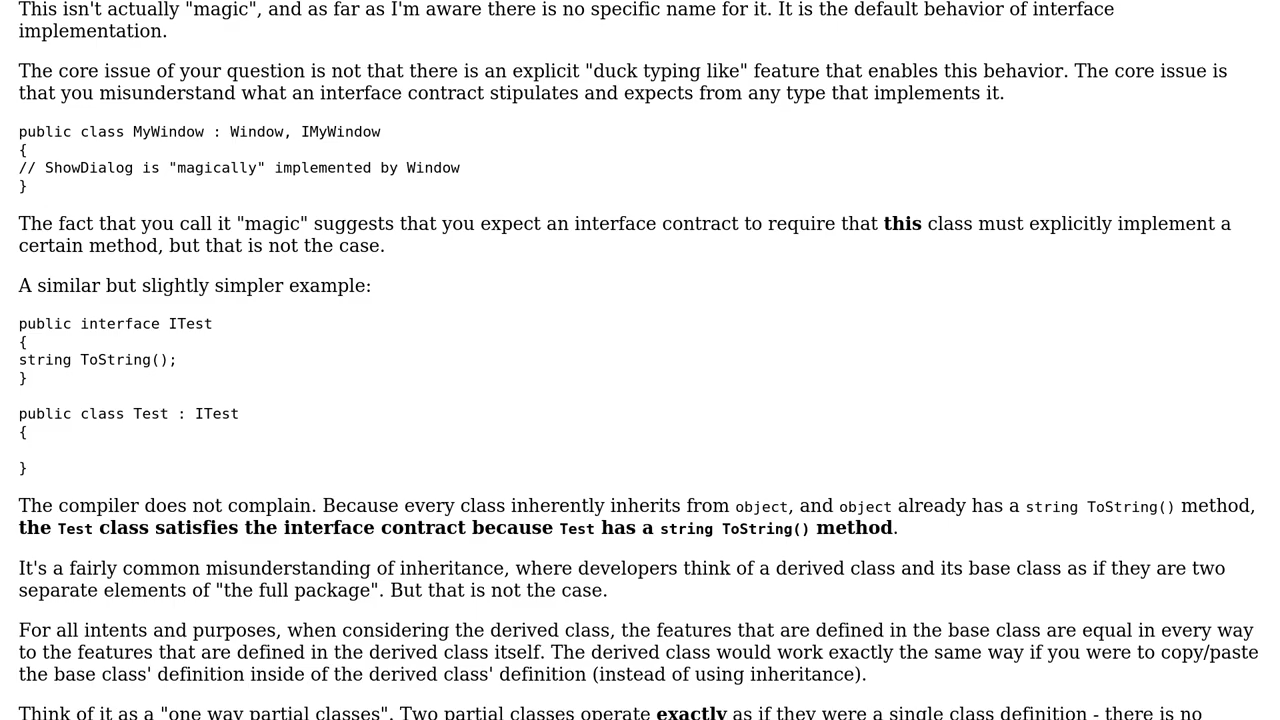 This isn't actually "magic", and as far as I'm aware there is no specific name for it. It is the default behavior of interface
implementation.
The core issue of your question is not that there is an explicit "duck typing like" feature that enables this behavior. The core issue is
that you misunderstand what an interface contract stipulates and expects from any type that implements it.
public class MyWindow : Window, IMyWindow
{
// ShowDialog is "magically" implemented by Window
}
The fact that you call it "magic" suggests that you expect an interface contract to require that this class must explicitly implement a
certain method, but that is not the case.
A similar but slightly simpler example:
public interface ITest
{
string ToString();
}
public class Test : ITest
{
}
The compiler does not complain. Because every class inherently inherits from object, and object already has a string ToString() method,
the Test class satisfies the interface contract because Test has a string ToString() method.
It's a fairly common misunderstanding of inheritance, where developers think of a derived class and its base class as if they are two
separate elements of "the full package". But that is not the case.
For all intents and purposes, when considering the derived class, the features that are defined in the base class are equal in every way
to the features that are defined in the derived class itself. The derived class would work exactly the same way if you were to copy/paste
the base class' definition inside of the derived class' definition (instead of using inheritance).
Think of it as a "one way partial classes". Two partial classes operate exactly as if they were a single class definition - there is no